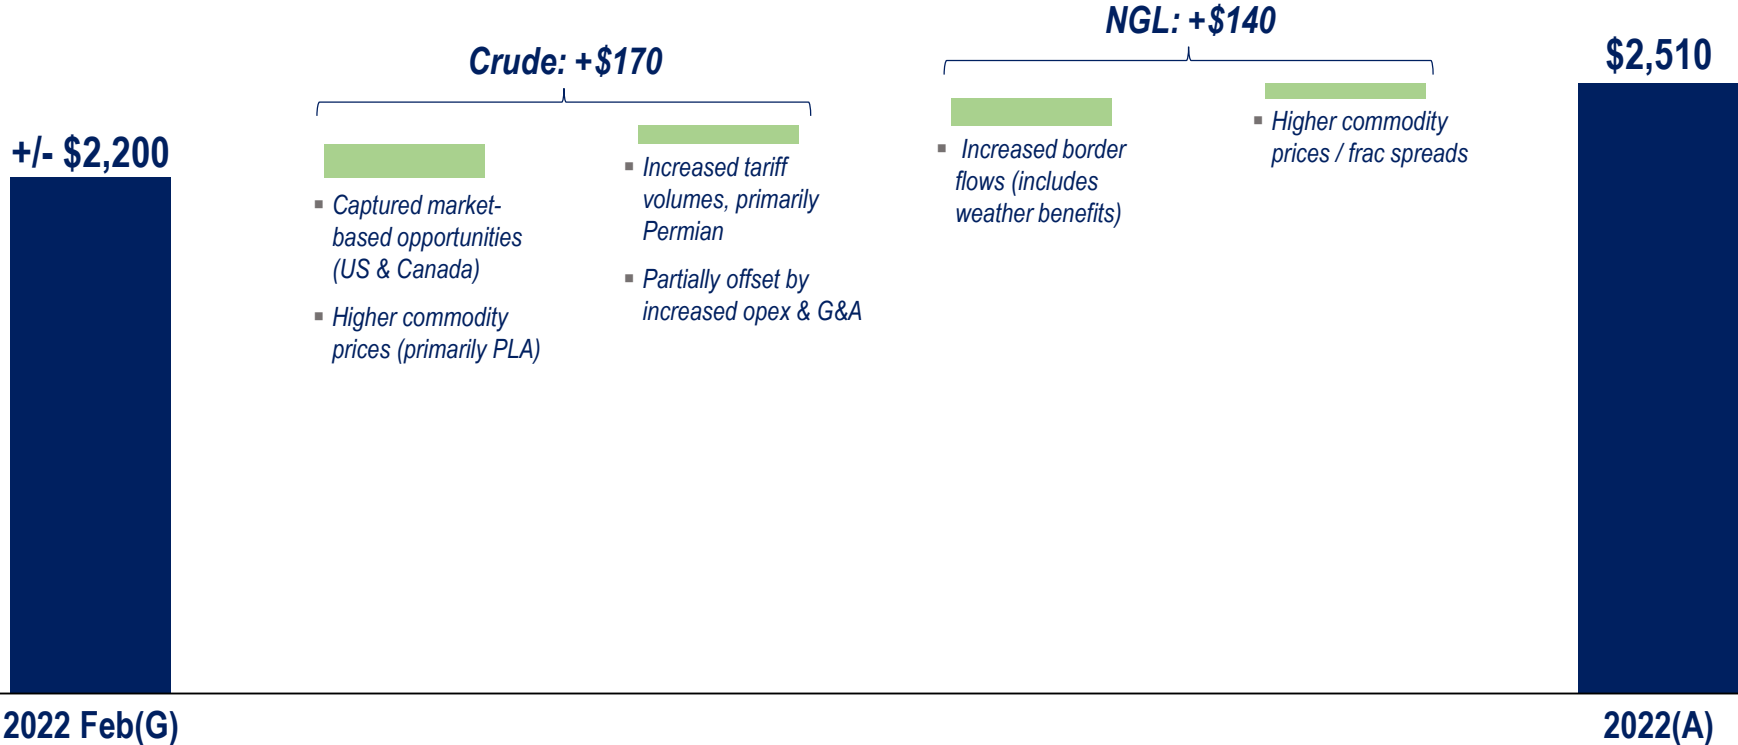 +/- $2,200
2022 Feb(G)
Crude: +$170
▪ Captured market-
based opportunities
(US & Canada)
▪ Higher commodity
prices (primarily PLA)
▪ Increased tariff
volumes, primarily
Permian
▪ Partially offset by
increased opex & G&A
NGL: +$140
▪ Increased border
flows (includes
weather benefits)
▪ Higher commodity
prices / frac spreads
$2,510
2022(A)